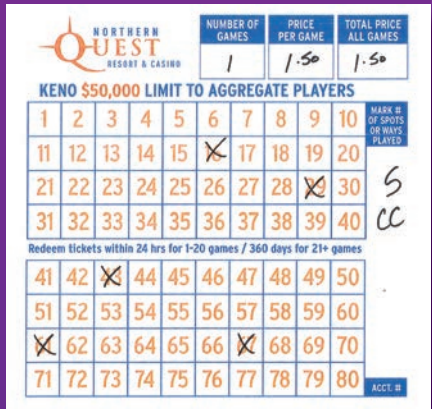 NORTHERN
QUEST
RESORT & CASINO
NUMBER OF GAMES
PRICE PER GAME
TOTAL PRICE ALL GAMES
1
1.50
1.50
KENO $50,000 LIMIT TO AGGREGATE PLAYERS
MARK # OF SPOTS OR WAYS PLAYED
1 2 3 4 5 6 7 8 9 10
11 12 13 14 15 17 18 19 20
21 22 23 24 25 26 27 28 30
31 32 33 34 35 36 37 38 39 40
5
CC
Redeem tickets within 24 hrs for 1-20 games / 360 days for 21+ games
41 42 44 45 46 47 48 49 50
51 52 53 54 55 56 57 58 59 60
62 63 64 65 66 68 69 70
71 72 73 74 75 76 77 78 79 80
ACCT. #